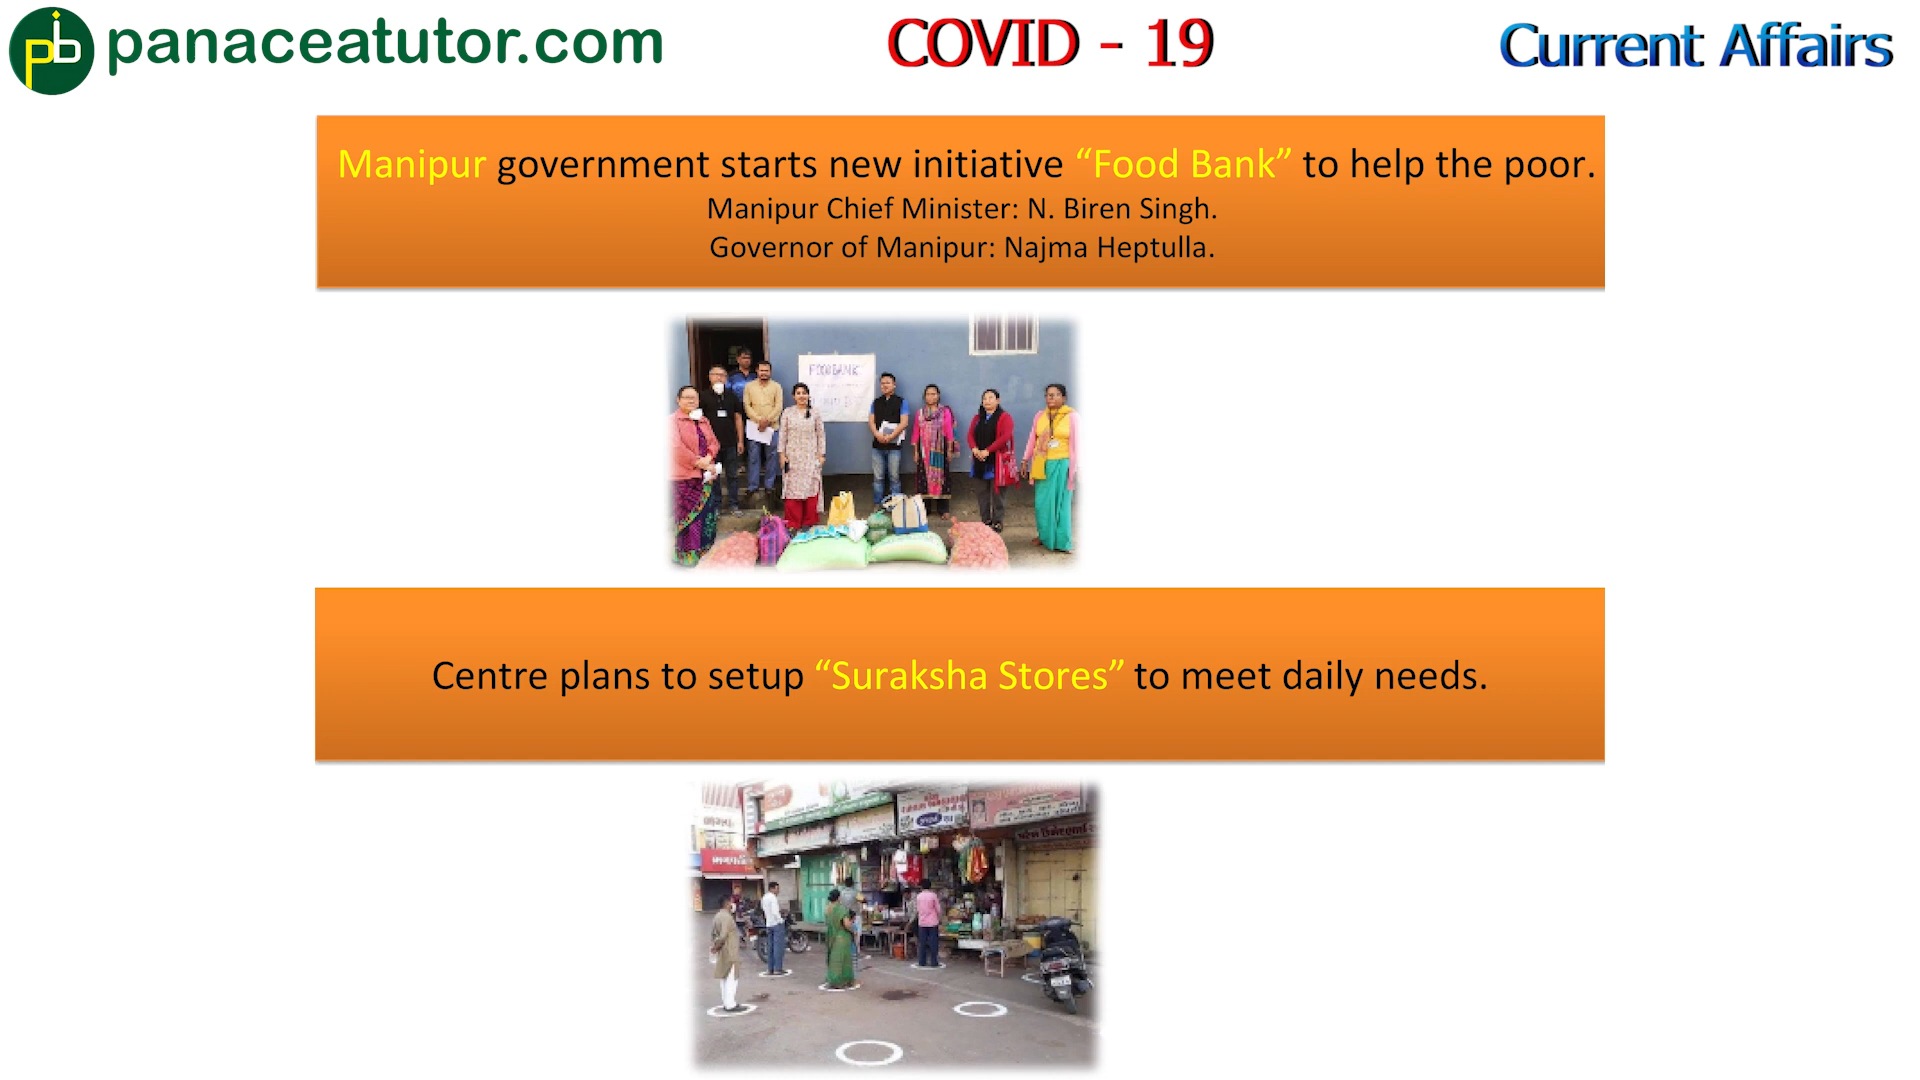 panaceatutor.com
COVID - 19
Current Affairs
Manipur government starts new initiative “Food Bank” to help the poor.
Manipur Chief Minister: N. Biren Singh.
Governor of Manipur: Najma Heptulla.
FOOD BANK
Centre plans to setup “Suraksha Stores” to meet daily needs.